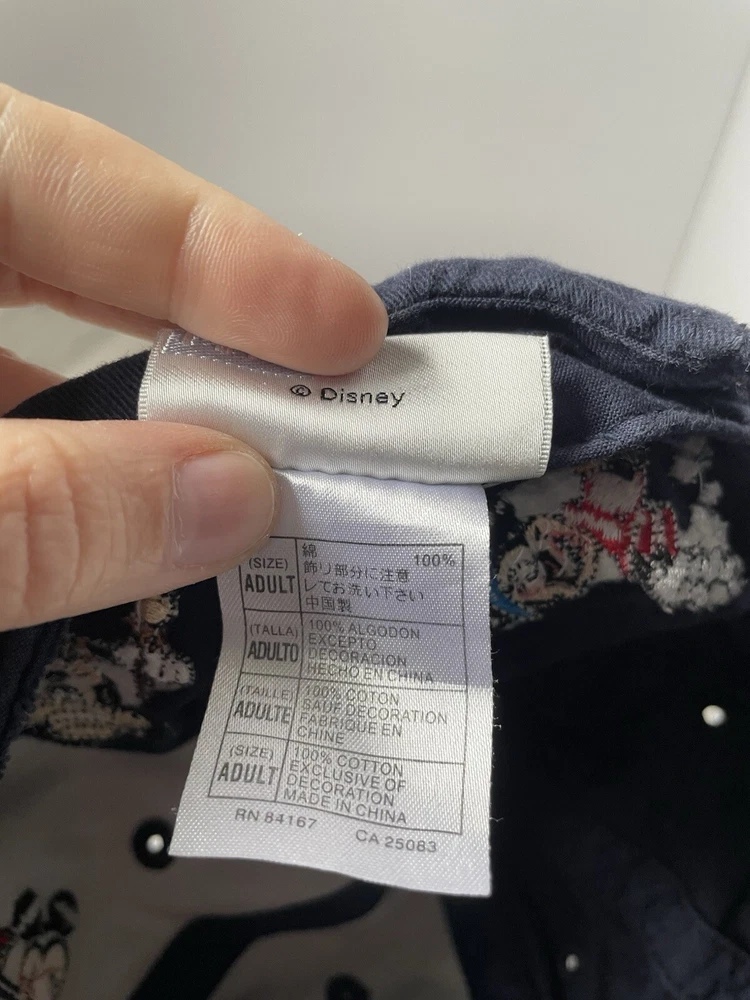 © Disney
(SIZE)
ADULT
綿 100%
飾り部分に注意
してお洗い下さい
中国製
(TALLA)
ADULTO
100% ALGODON
EXCEPTO
DECORACION
HECHO EN CHINA
(TAILLE)
ADULTE
100% COTON
SAUF DECORATION
FABRIQUE EN
CHINE
(SIZE)
ADULT
100% COTTON
EXCLUSIVE OF
DECORATION
MADE IN CHINA
RN 84167 CA 25083